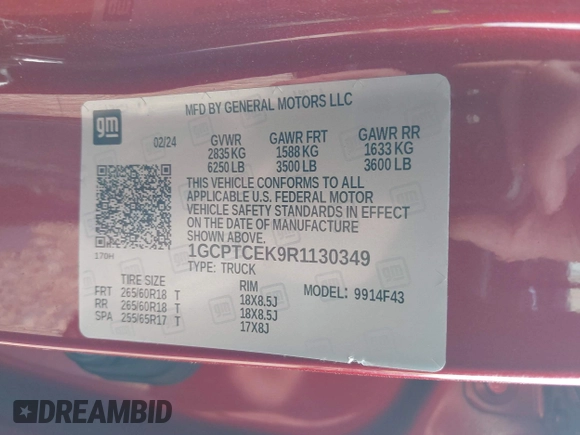 MFD BY GENERAL MOTORS LLC
gm
02/24 GVWR GAWR FRT GAWR RR
2835 KG 1588 KG 1633 KG
6250 LB 3500 LB 3600 LB
THIS VEHICLE CONFORMS TO ALL
APPLICABLE U.S. FEDERAL MOTOR
VEHICLE SAFETY STANDARDS IN EFFECT
ON THE DATE OF MANUFACTURE
SHOWN ABOVE.
170H
1GCPTCEK9R1130349
TYPE: TRUCK
TIRE SIZE RIM MODEL: 9914F43
FRT 265/60R18 T 18X8.5J
RR 265/60R18 T 18X8.5J
SPA 255/65R17 T 17X8J
DREAMBID